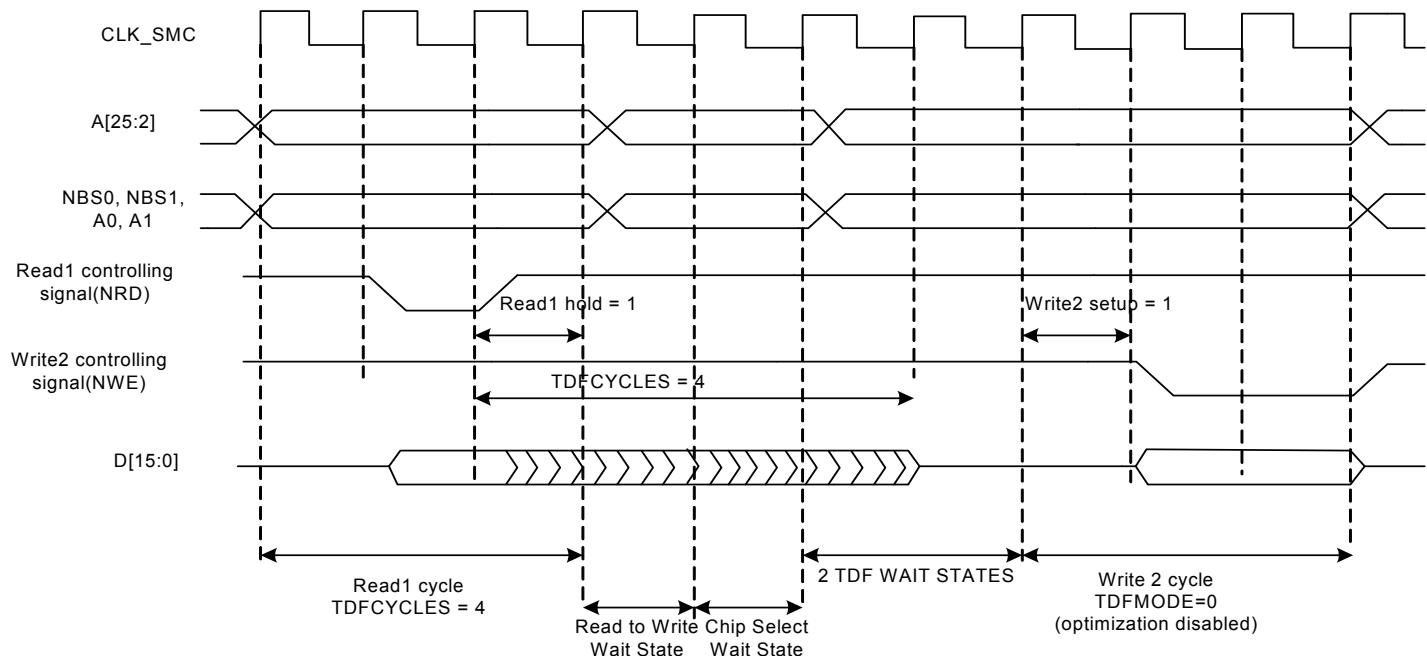 CLK_SMC
A[25:2]
NBS0, NBS1,
A0, A1
Read1 controlling
signal(NRD)
Read1 hold = 1
Write2 setup = 1
Write2 controlling
signal(NWE)
TDFCYCLES = 4
D[15:0]
Read1 cycle
TDFCYCLES = 4
2 TDF WAIT STATES
Write 2 cycle
TDFMODE=0
(optimization disabled)
Read to Write
Wait State
Chip Select
Wait State